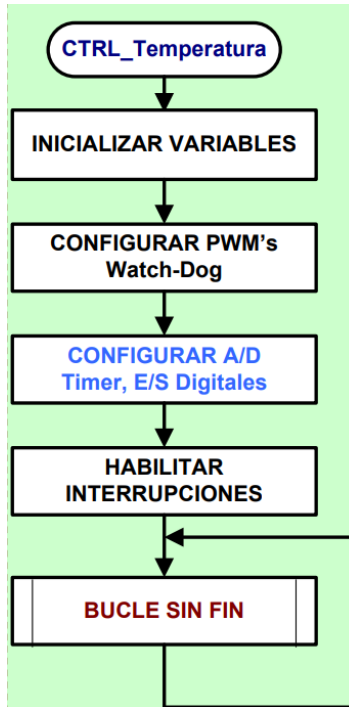 CTRL_Temperatura
INICIALIZAR VARIABLES
CONFIGURAR PWM's
Watch-Dog
CONFIGURAR A/D
Timer, E/S Digitales
HABILITAR
INTERRUPCIONES
BUCLE SIN FIN